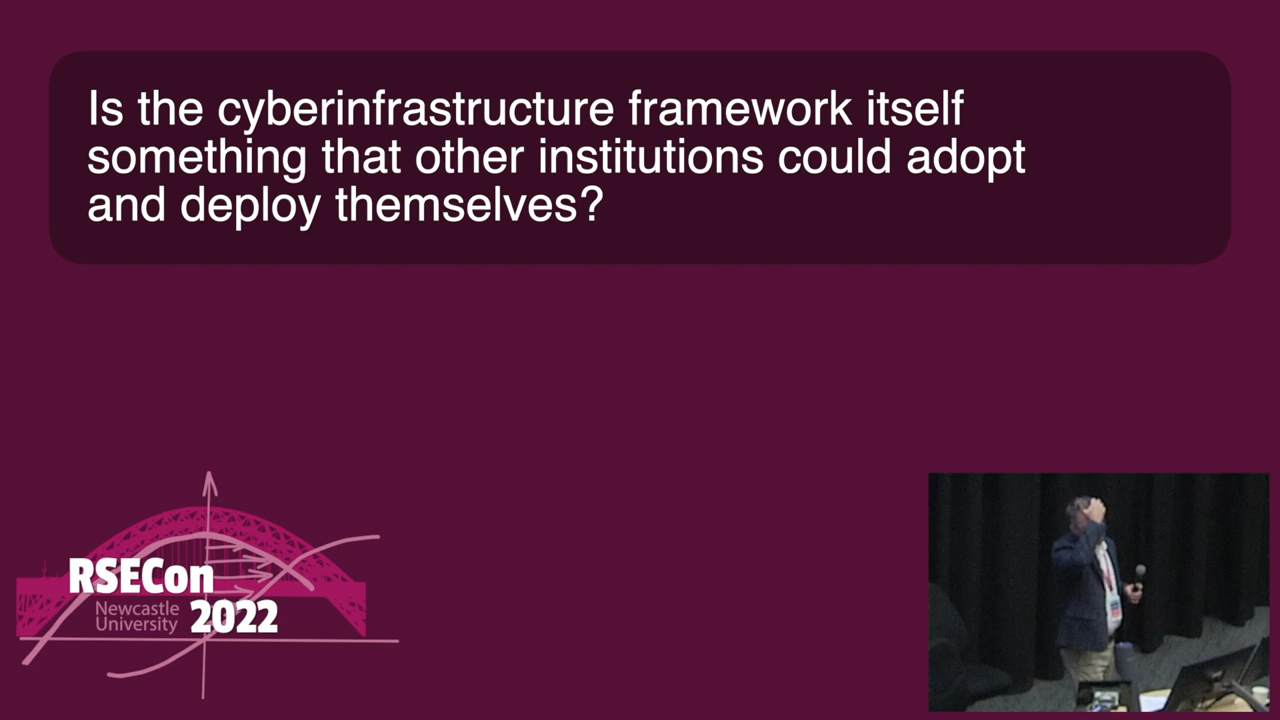 Is the cyberinfrastructure framework itself
something that other institutions could adopt
and deploy themselves?
RSECon
Newcastle
University
2022